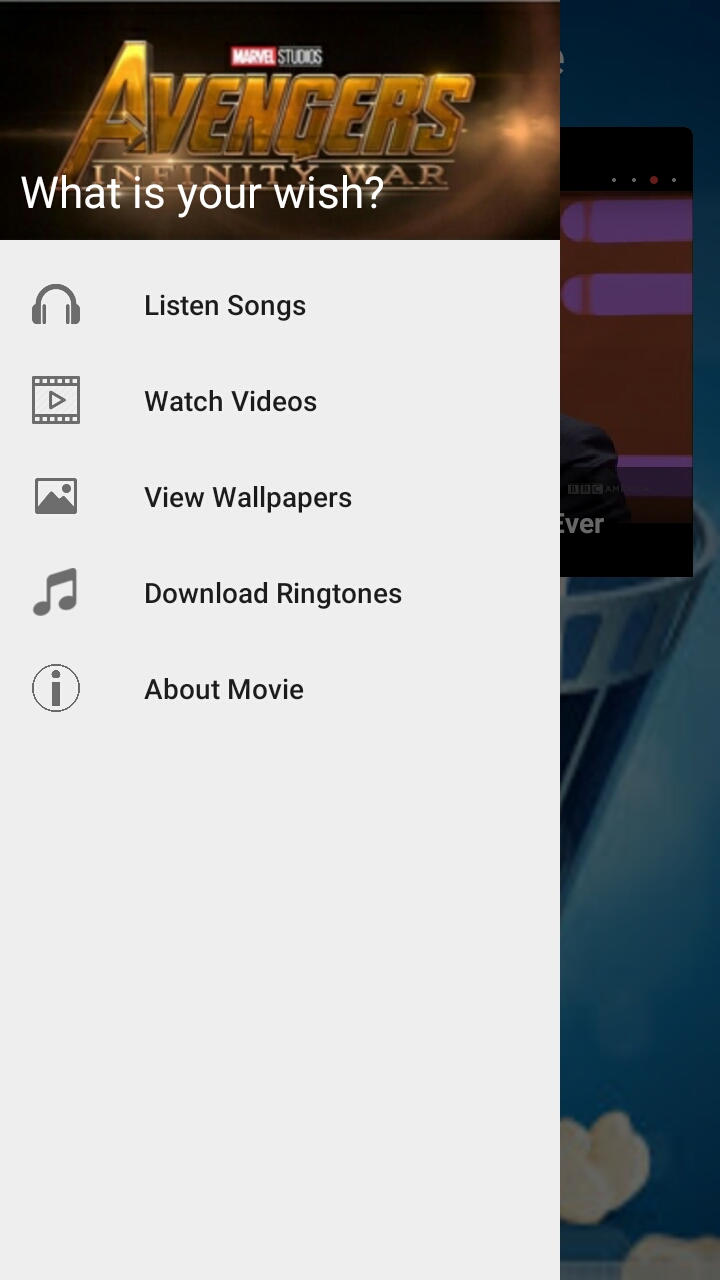 MARVEL STUDIOS
AVENGERS
INFINITY WAR
What is your wish?
Listen Songs
Watch Videos
View Wallpapers
Download Ringtones
About Movie
e
BBC AMERICA
Ever